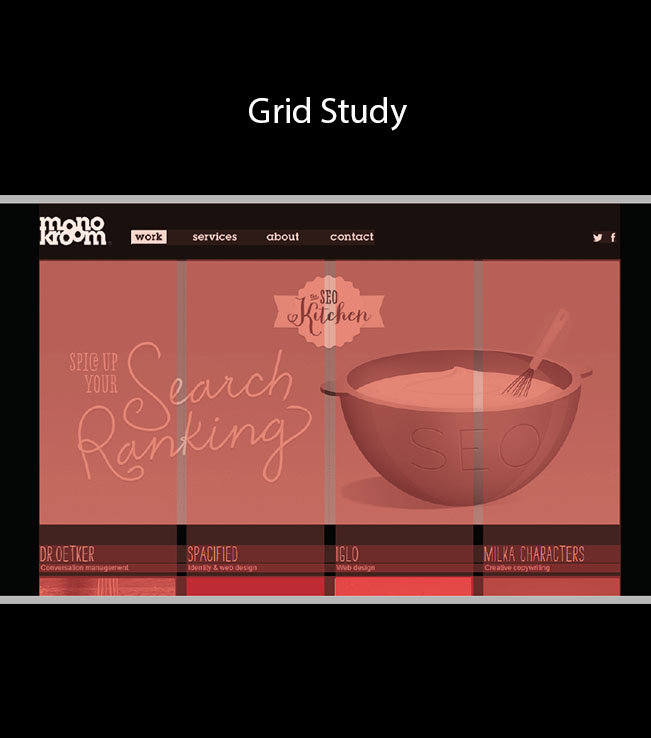 Grid Study
mono
kroom
work services about contact
the SEO
Kitchen
SPICE UP
YOUR
Search
Ranking
SEO
DR.OETKER SPACIFIED IGLO MILKA CHARACTERS
Conversation management Identity & web design Web design Creative copywriting